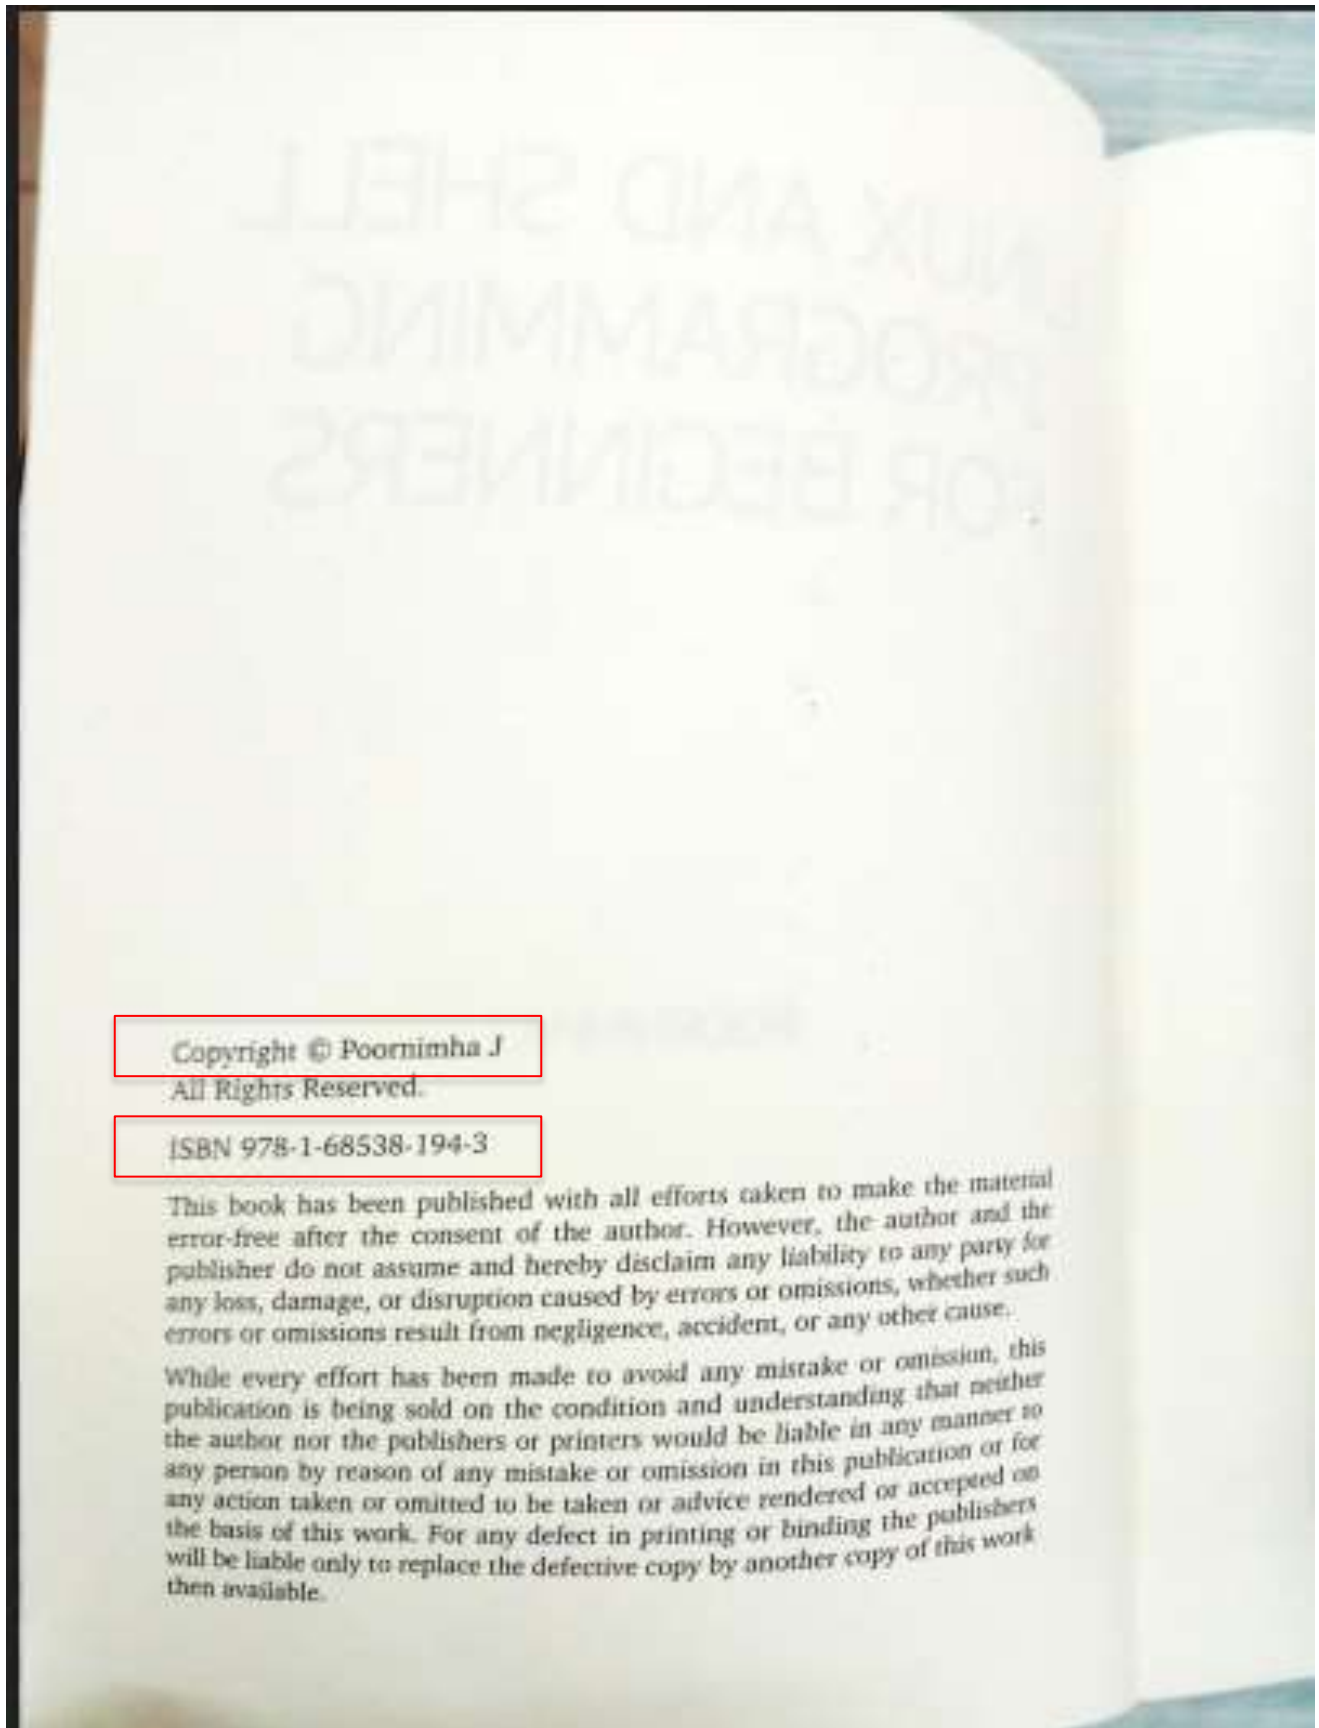 Copyright © Poornimha J
All Rights Reserved.
ISBN 978-1-68538-194-3
This book has been published with all efforts taken to make the material
error-free after the consent of the author. However, the author and the
publisher do not assume and hereby disclaim any liability to any party for
any loss, damage, or disruption caused by errors or omissions, whether such
errors or omissions result from negligence, accident, or any other cause.
While every effort has been made to avoid any mistake or omission, this
publication is being sold on the condition and understanding that neither
the author nor the publishers or printers would be liable in any manner to
any person by reason of any mistake or omission in this publication or for
any action taken or omitted to be taken or advice rendered or accepted on
the basis of this work. For any defect in printing or binding the publishers
will be liable only to replace the defective copy by another copy of this work
then available.